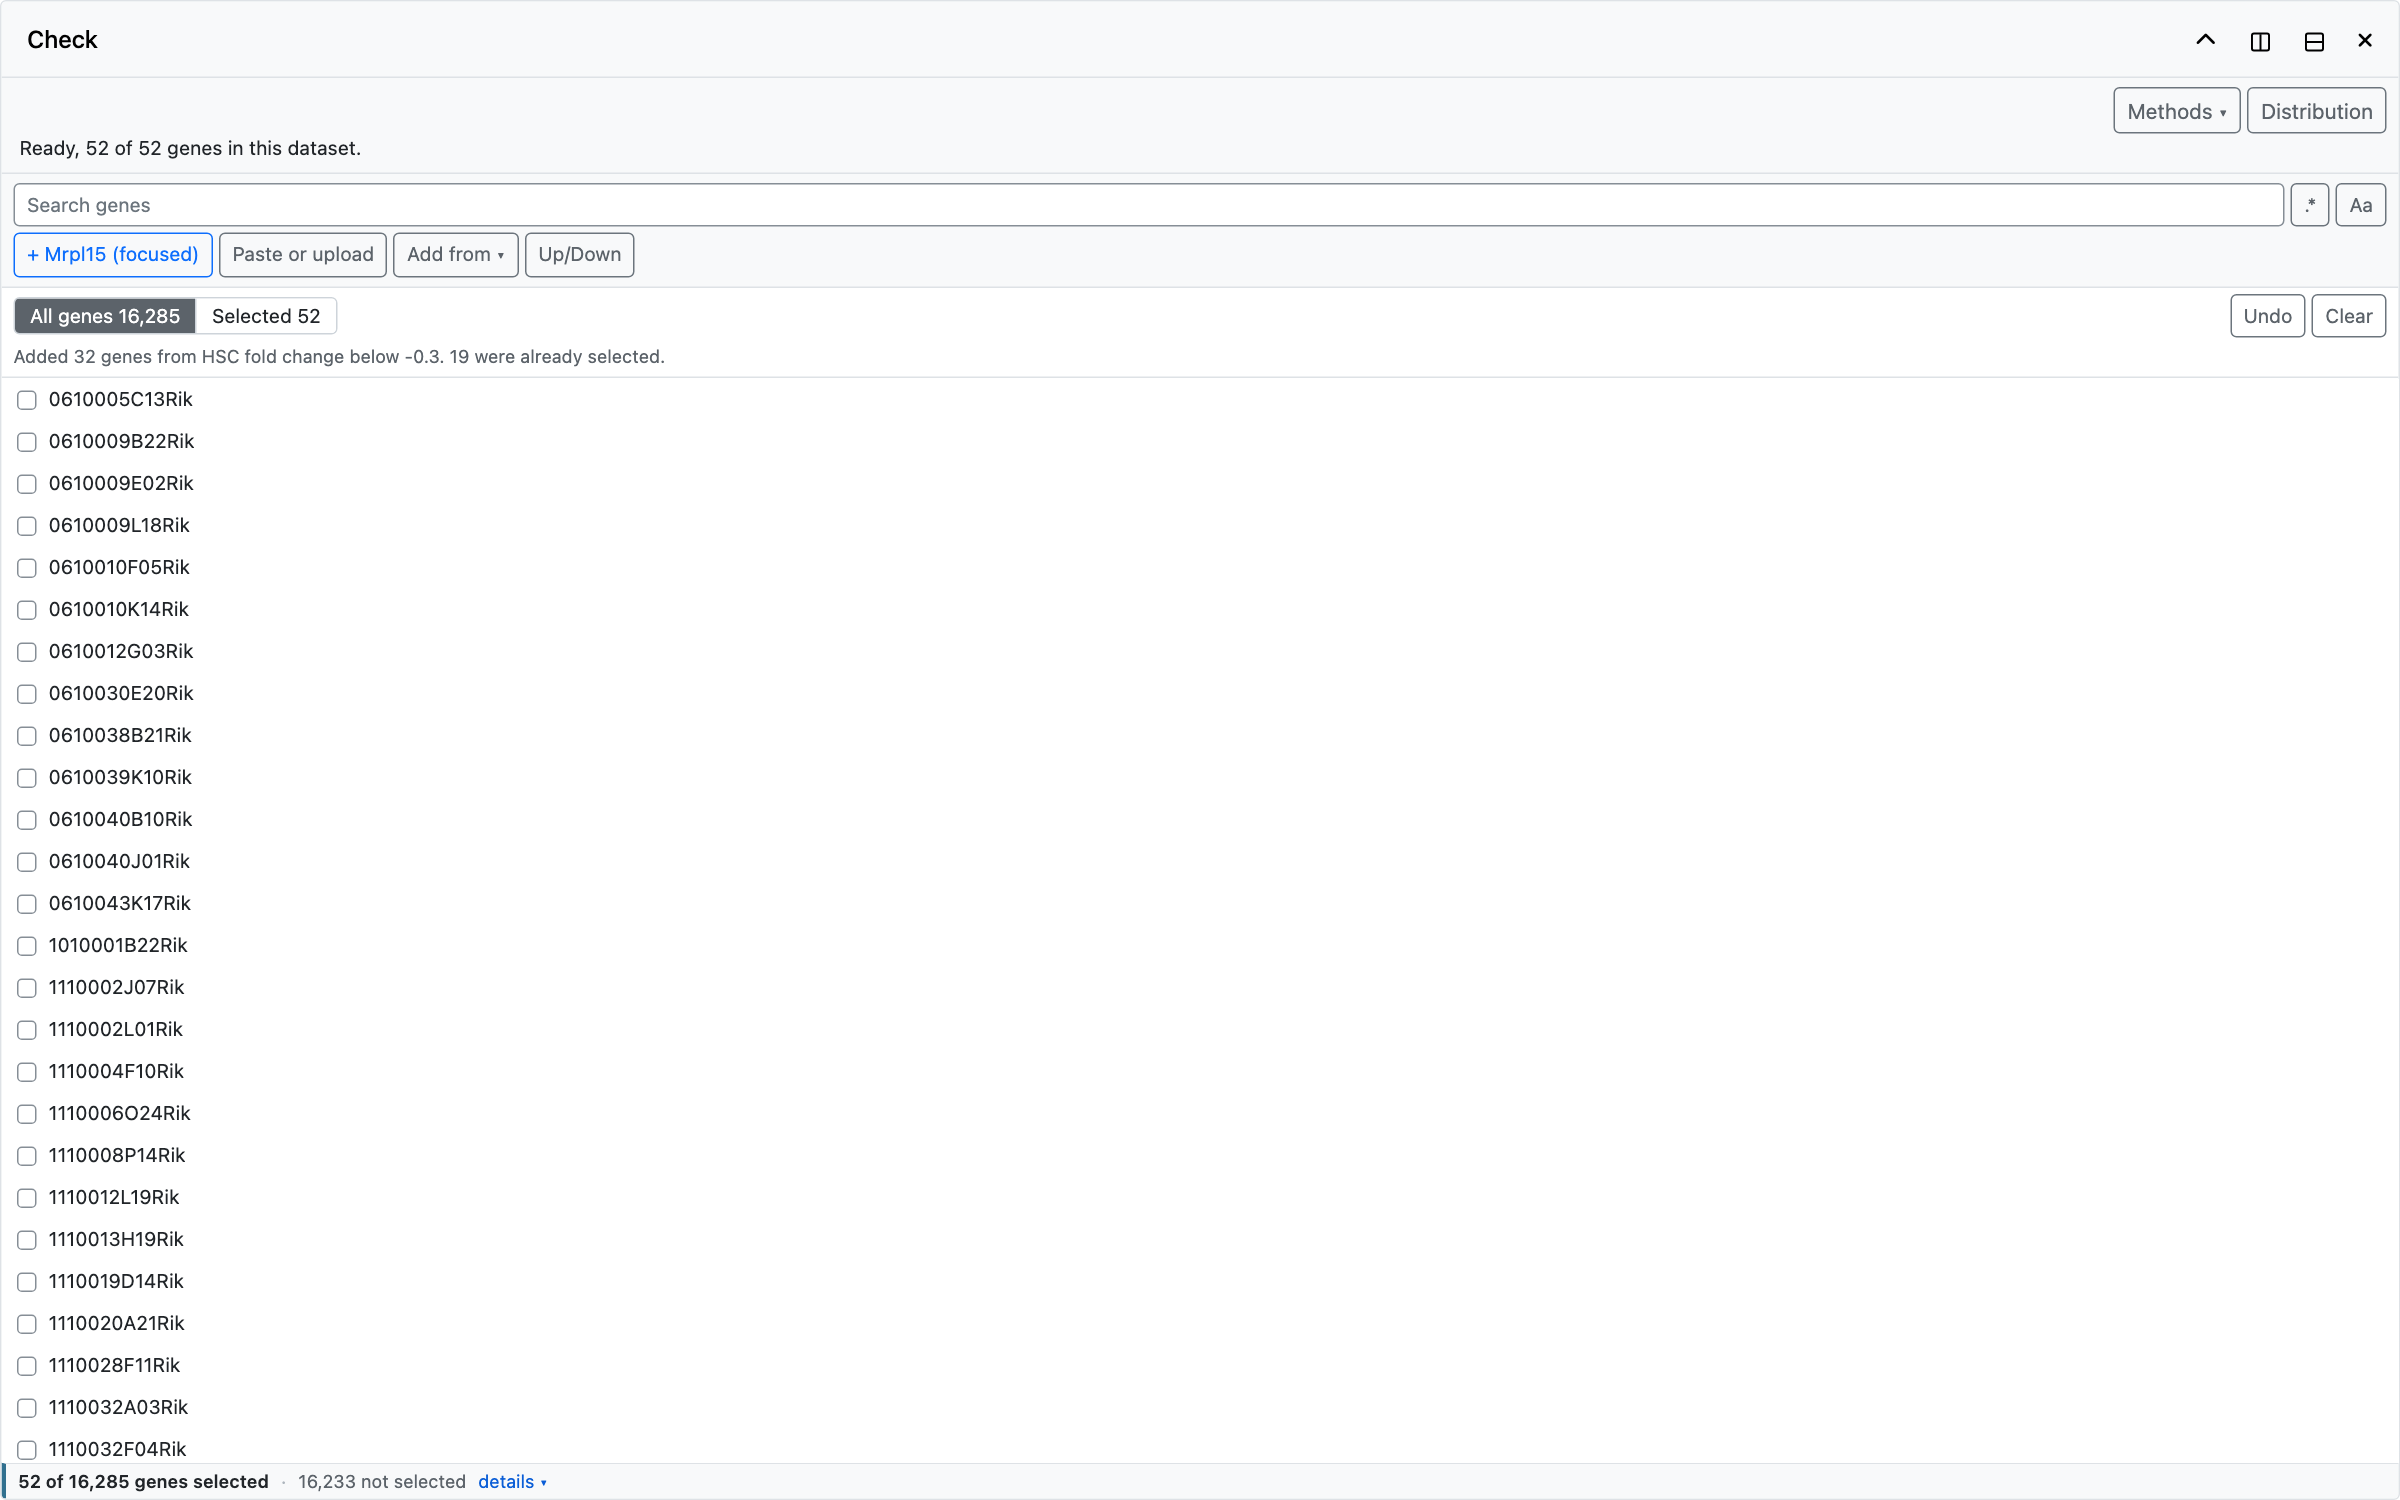 Check
Methods ▾ Distribution
Ready, 52 of 52 genes in this dataset.
Search genes .* Aa
+ Mrpl15 (focused) Paste or upload Add from ▾ Up/Down
All genes 16,285 Selected 52 Undo Clear
Added 32 genes from HSC fold change below -0.3. 19 were already selected.
0610005C13Rik
0610009B22Rik
0610009E02Rik
0610009L18Rik
0610010F05Rik
0610010K14Rik
0610012G03Rik
0610030E20Rik
0610038B21Rik
0610039K10Rik
0610040B10Rik
0610040J01Rik
0610043K17Rik
1010001B22Rik
1110002J07Rik
1110002L01Rik
1110004F10Rik
1110006O24Rik
1110008P14Rik
1110012L19Rik
1110013H19Rik
1110019D14Rik
1110020A21Rik
1110028F11Rik
1110032A03Rik
1110032F04Rik
52 of 16,285 genes selected · 16,233 not selected details ▾